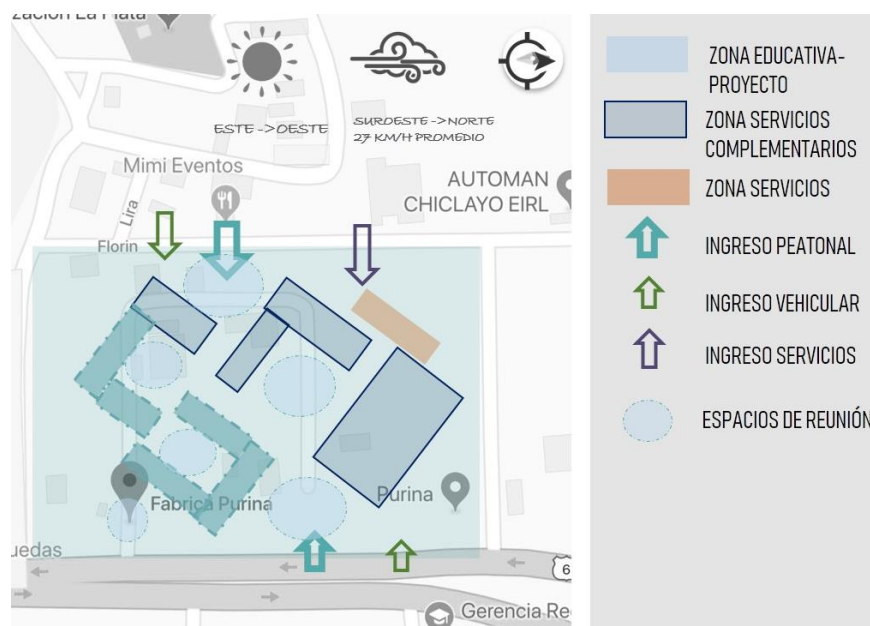 zación La Plata
ESTE ->OESTE
SUROESTE ->NORTE
27 KM/H PROMEDIO
Mimi Eventos
AUTOMAN
CHICLAYO EIRL
Lira
Florin
Fabrica Purina
Purina
uedas
6
Gerencia Re
ZONA EDUCATIVA-
PROYECTO
ZONA SERVICIOS
COMPLEMENTARIOS
ZONA SERVICIOS
INGRESO PEATONAL
INGRESO VEHICULAR
INGRESO SERVICIOS
ESPACIOS DE REUNIÓN